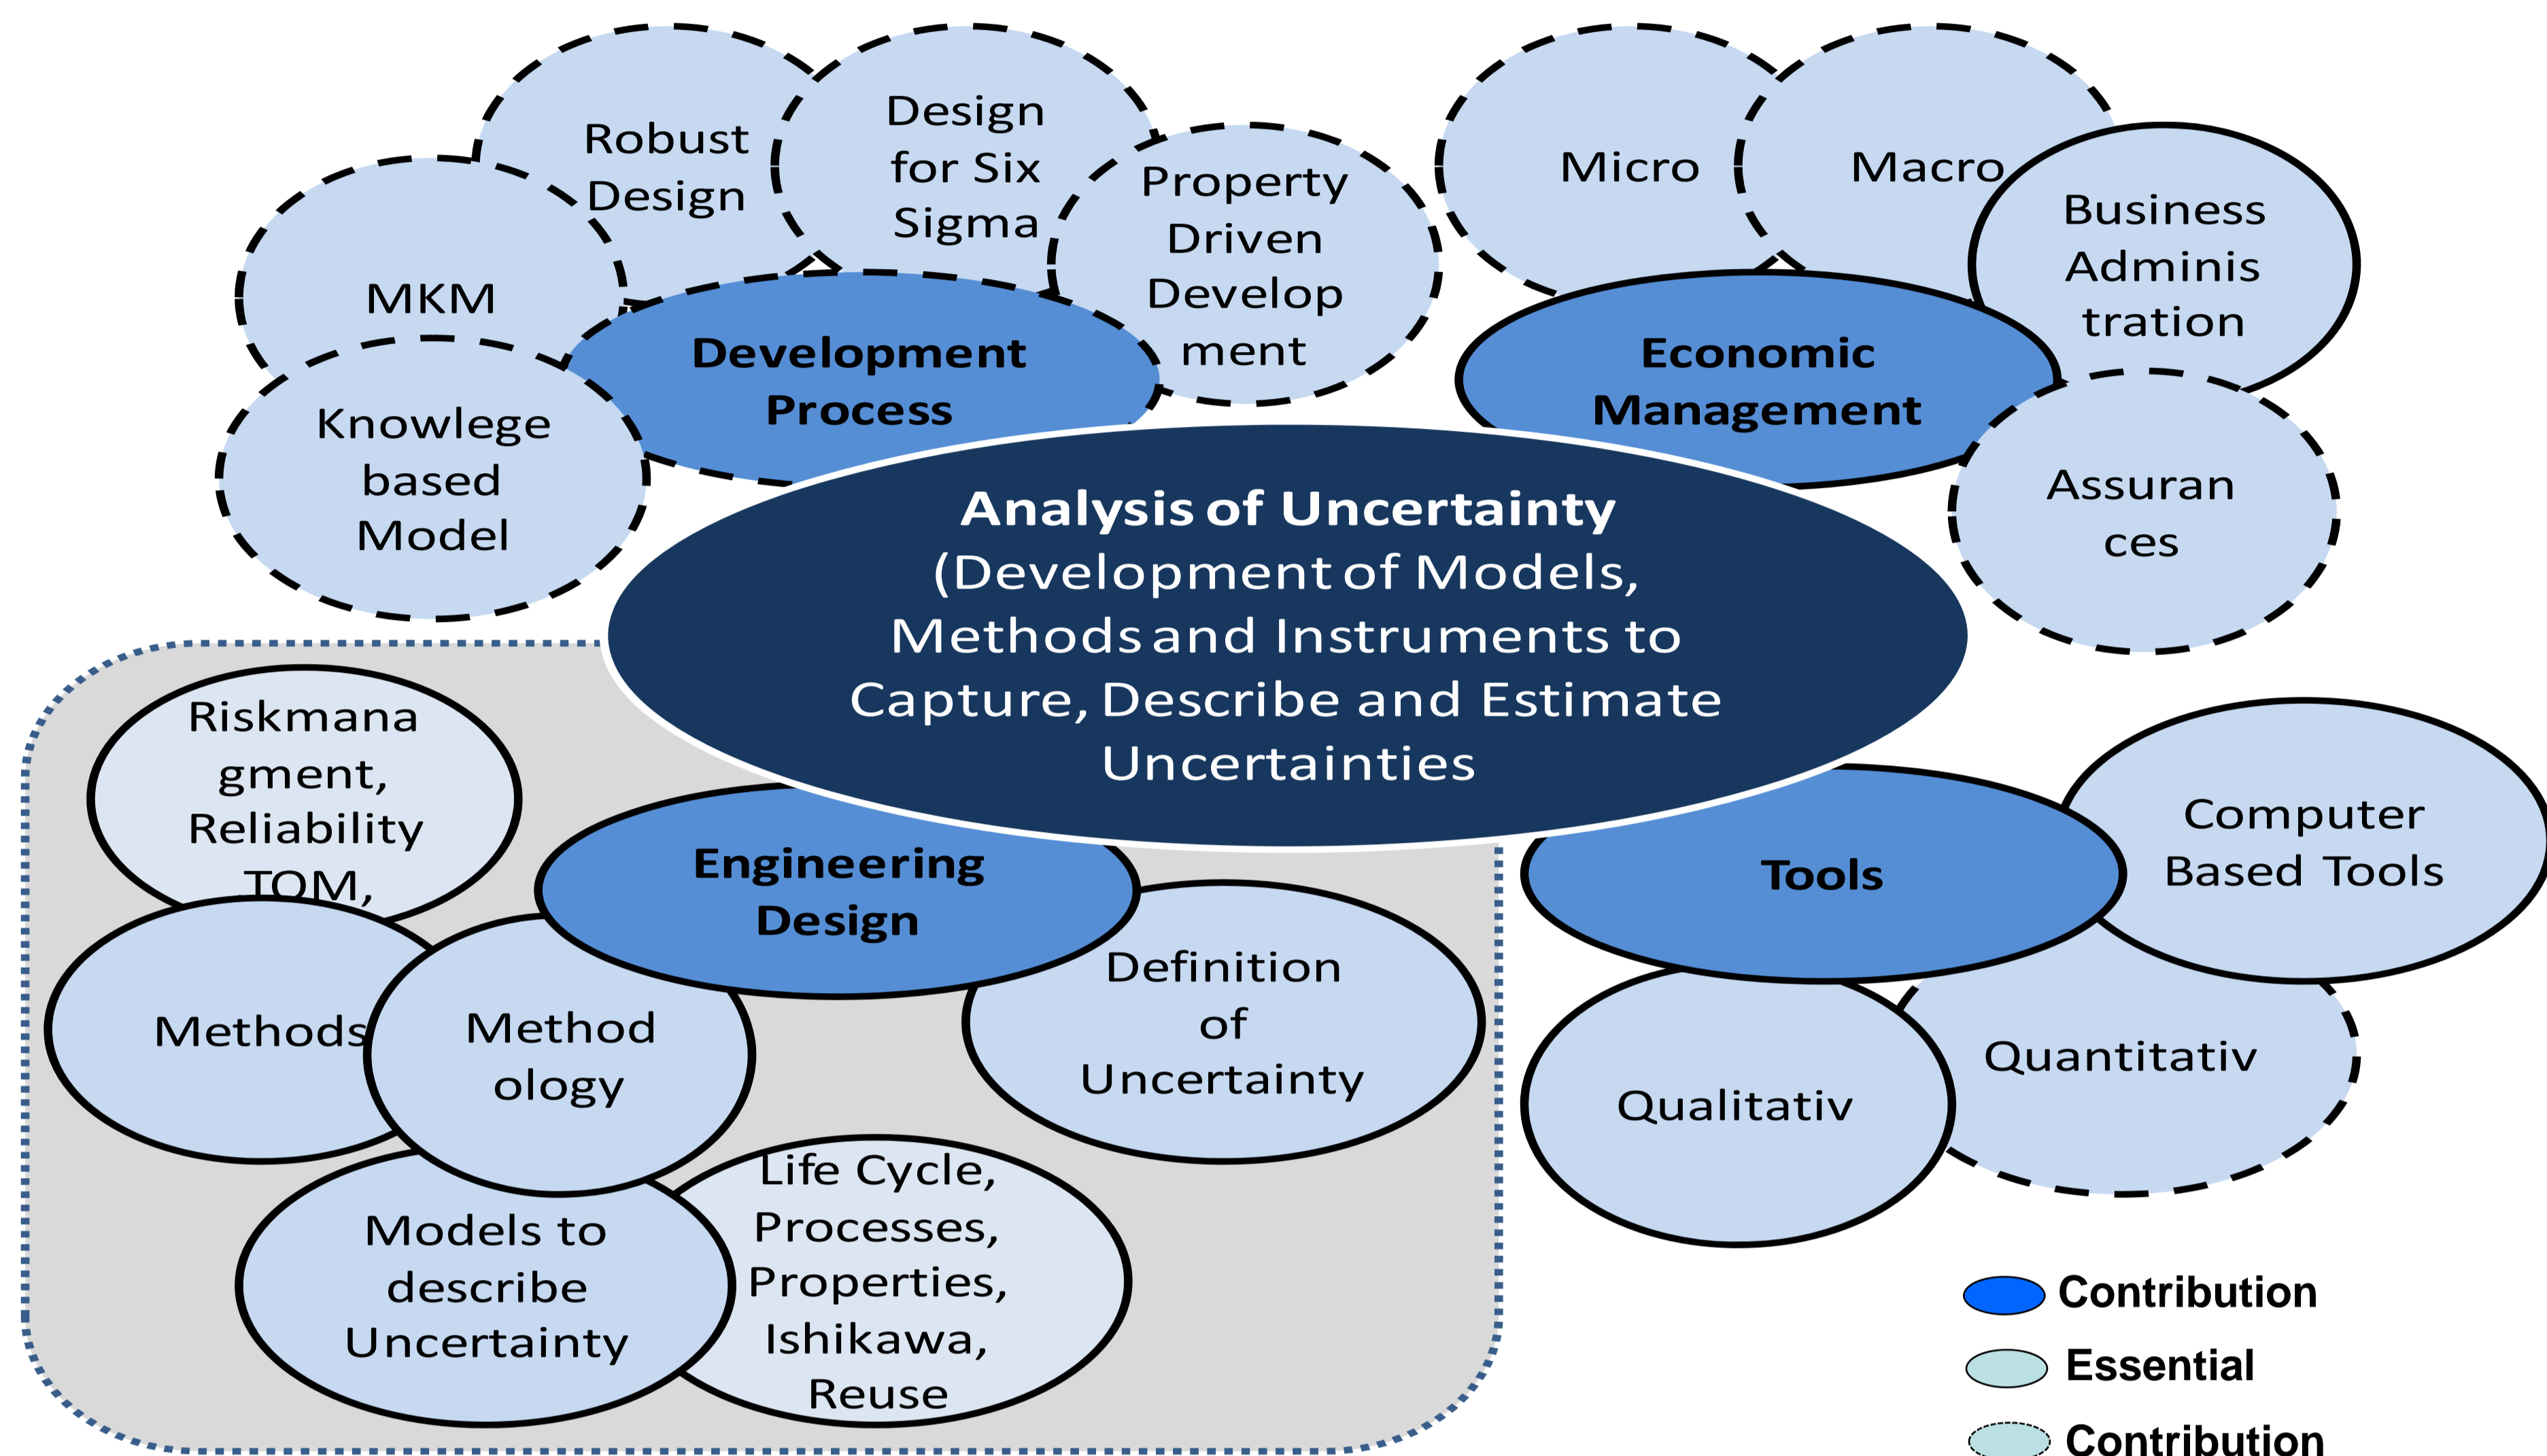 Robust
Design
Design
for Six
Sigma
Property
Driven
Develop
ment
MKM
Knowlege
based
Model
Development
Process
Micro
Macro
Business
Adminis
tration
Economic
Management
Assuran
ces
Analysis of Uncertainty
(Development of Models,
Methods and Instruments to
Capture, Describe and Estimate
Uncertainties
Riskmana
gment,
Reliability
TQM,
Engineering
Design
Methods
Method
ology
Definition
of
Uncertainty
Models to
describe
Uncertainty
Life Cycle,
Processes,
Properties,
Ishikawa,
Reuse
Tools
Computer
Based Tools
Qualitativ
Quantitativ
Contribution
Essential
Contribution